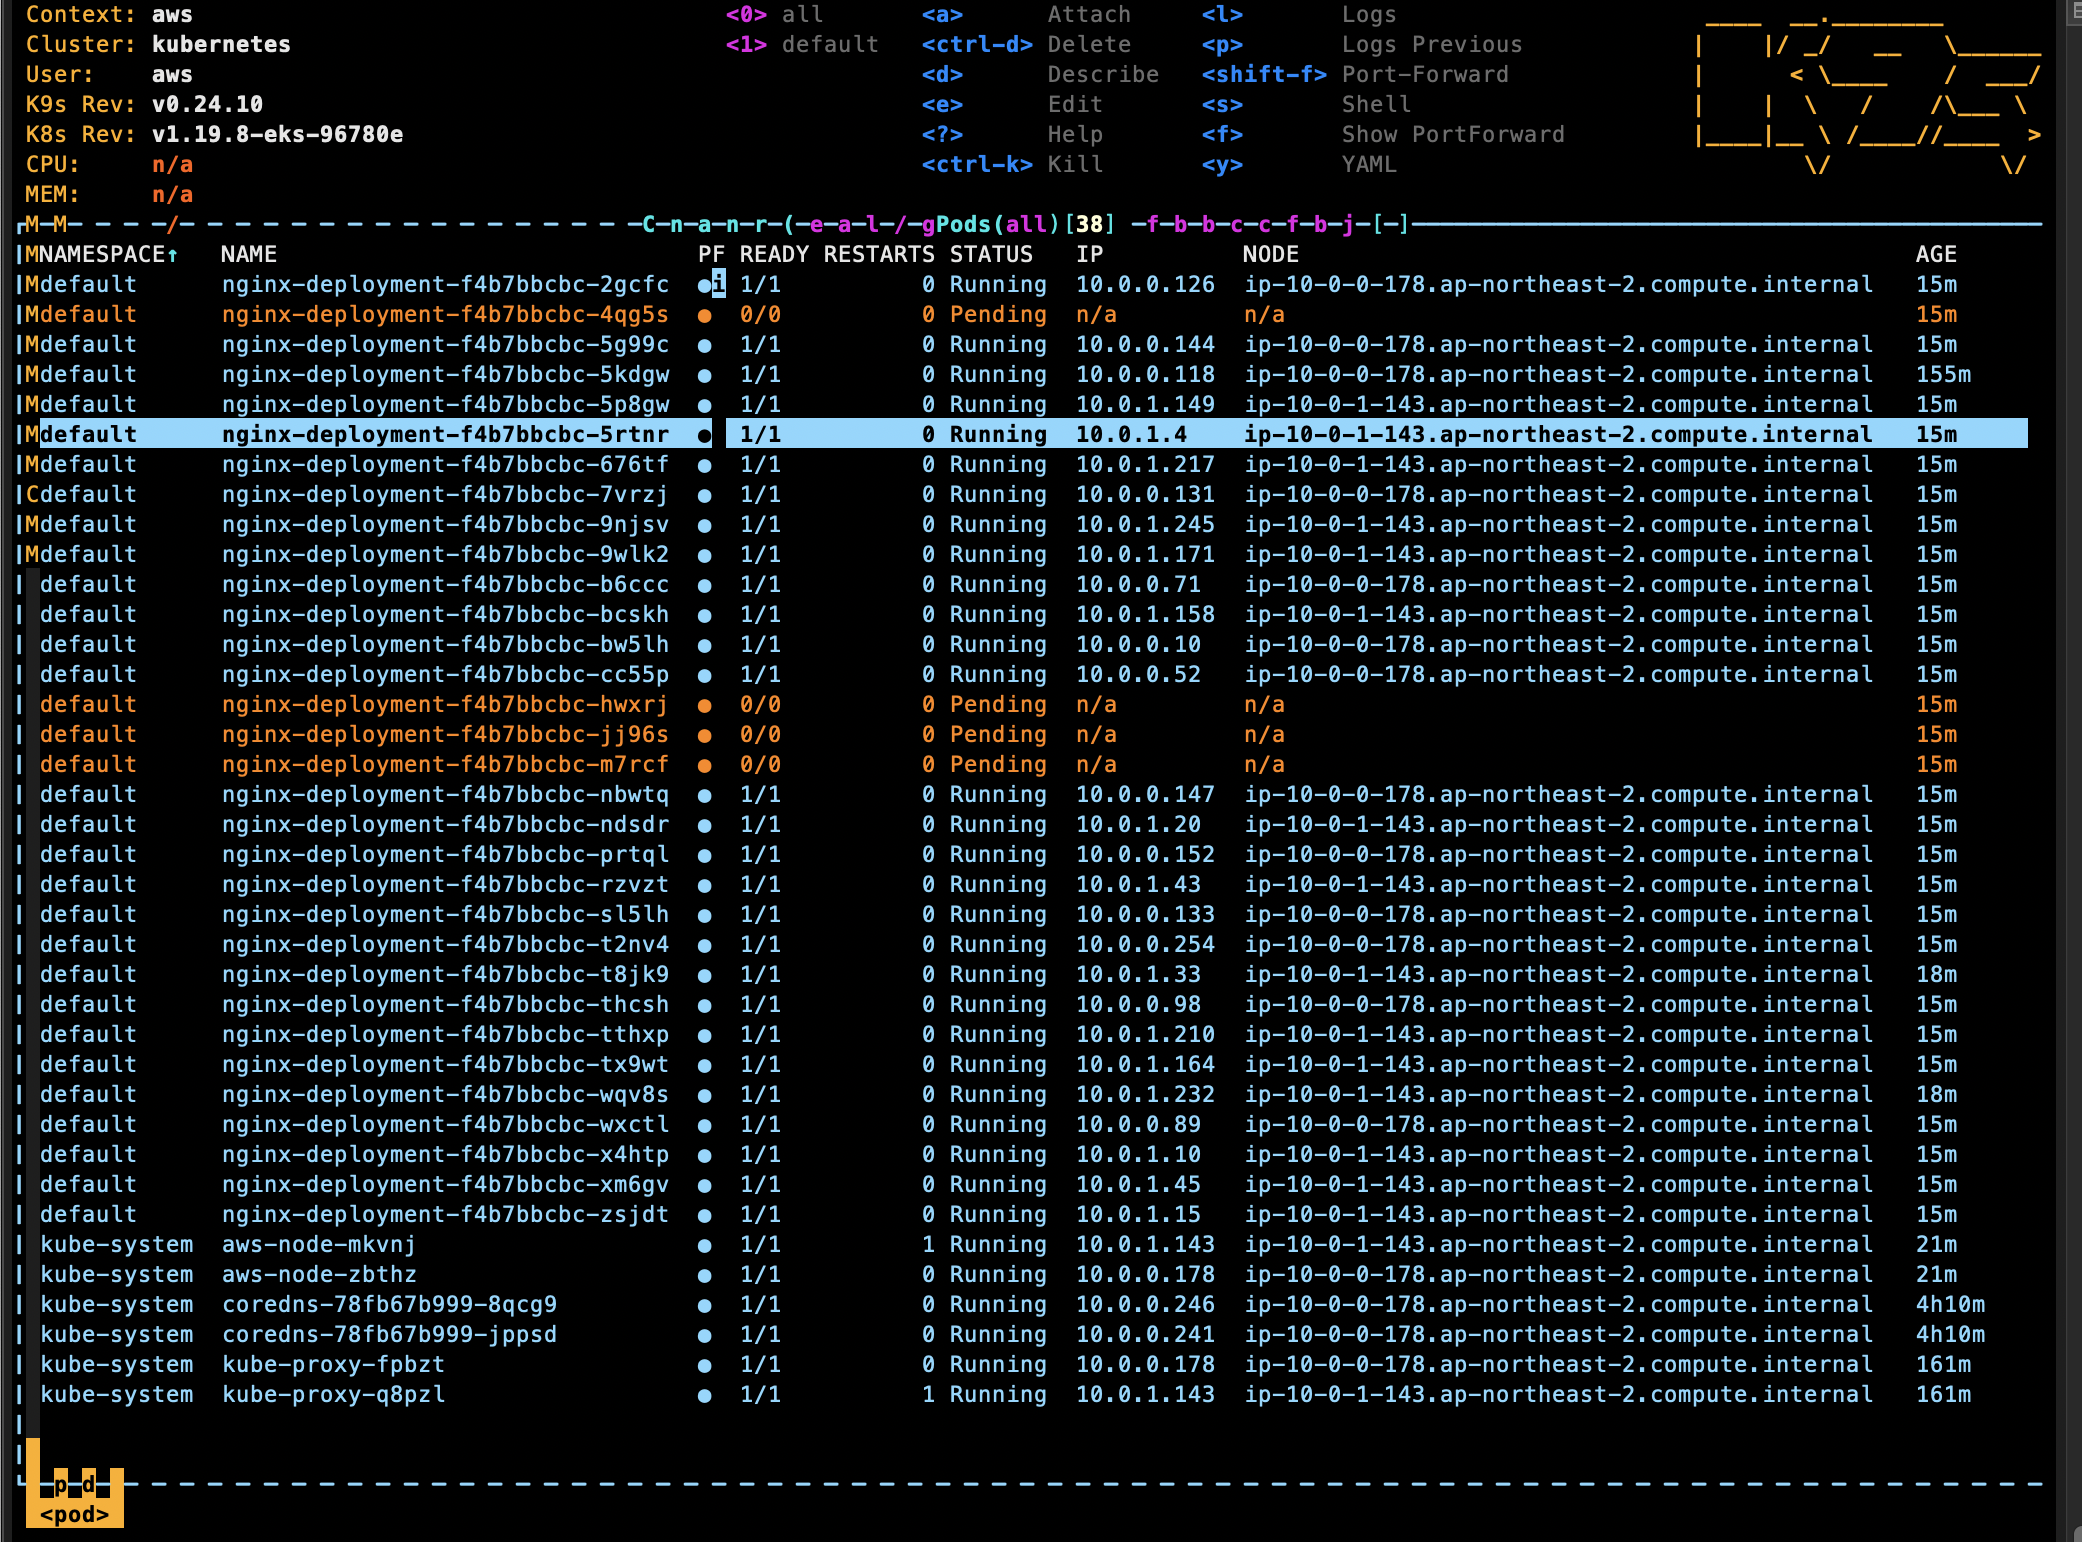 Context: aws <0> all <a> Attach <l> Logs
Cluster: kubernetes <1> default <ctrl-d> Delete <p> Logs Previous
User: aws <d> Describe <shift-f> Port-Forward
K9s Rev: v0.24.10 <e> Edit <s> Shell
K8s Rev: v1.19.8-eks-96780e <?> Help <f> Show PortForward
CPU: n/a <ctrl-k> Kill <y> YAML
MEM: n/a
M-M- - - - -/- - - - - - - - - - - - - - - - -C-n-a-n-r-(-e-a-l-/-gPods(all)[38] -f-b-b-c-c-f-b-j-[-]
MNAMESPACE↑ NAME PF READY RESTARTS STATUS IP NODE AGE
Mdefault nginx-deployment-f4b7bbcbc-2gcfc ●i 1/1 0 Running 10.0.0.126 ip-10-0-0-178.ap-northeast-2.compute.internal 15m
Mdefault nginx-deployment-f4b7bbcbc-4qg5s ● 0/0 0 Pending n/a n/a 15m
Mdefault nginx-deployment-f4b7bbcbc-5g99c ● 1/1 0 Running 10.0.0.144 ip-10-0-0-178.ap-northeast-2.compute.internal 15m
Mdefault nginx-deployment-f4b7bbcbc-5kdgw ● 1/1 0 Running 10.0.0.118 ip-10-0-0-178.ap-northeast-2.compute.internal 155m
Mdefault nginx-deployment-f4b7bbcbc-5p8gw ● 1/1 0 Running 10.0.1.149 ip-10-0-1-143.ap-northeast-2.compute.internal 15m
Mdefault nginx-deployment-f4b7bbcbc-5rtnr ● 1/1 0 Running 10.0.1.4 ip-10-0-1-143.ap-northeast-2.compute.internal 15m
Mdefault nginx-deployment-f4b7bbcbc-676tf ● 1/1 0 Running 10.0.1.217 ip-10-0-1-143.ap-northeast-2.compute.internal 15m
Cdefault nginx-deployment-f4b7bbcbc-7vrzj ● 1/1 0 Running 10.0.0.131 ip-10-0-0-178.ap-northeast-2.compute.internal 15m
Mdefault nginx-deployment-f4b7bbcbc-9njsv ● 1/1 0 Running 10.0.1.245 ip-10-0-1-143.ap-northeast-2.compute.internal 15m
Mdefault nginx-deployment-f4b7bbcbc-9wlk2 ● 1/1 0 Running 10.0.1.171 ip-10-0-1-143.ap-northeast-2.compute.internal 15m
default nginx-deployment-f4b7bbcbc-b6ccc ● 1/1 0 Running 10.0.0.71 ip-10-0-0-178.ap-northeast-2.compute.internal 15m
default nginx-deployment-f4b7bbcbc-bcskh ● 1/1 0 Running 10.0.1.158 ip-10-0-1-143.ap-northeast-2.compute.internal 15m
default nginx-deployment-f4b7bbcbc-bw5lh ● 1/1 0 Running 10.0.0.10 ip-10-0-0-178.ap-northeast-2.compute.internal 15m
default nginx-deployment-f4b7bbcbc-cc55p ● 1/1 0 Running 10.0.0.52 ip-10-0-0-178.ap-northeast-2.compute.internal 15m
default nginx-deployment-f4b7bbcbc-hwxrj ● 0/0 0 Pending n/a n/a 15m
default nginx-deployment-f4b7bbcbc-jj96s ● 0/0 0 Pending n/a n/a 15m
default nginx-deployment-f4b7bbcbc-m7rcf ● 0/0 0 Pending n/a n/a 15m
default nginx-deployment-f4b7bbcbc-nbwtq ● 1/1 0 Running 10.0.0.147 ip-10-0-0-178.ap-northeast-2.compute.internal 15m
default nginx-deployment-f4b7bbcbc-ndsdr ● 1/1 0 Running 10.0.1.20 ip-10-0-1-143.ap-northeast-2.compute.internal 15m
default nginx-deployment-f4b7bbcbc-prtql ● 1/1 0 Running 10.0.0.152 ip-10-0-0-178.ap-northeast-2.compute.internal 15m
default nginx-deployment-f4b7bbcbc-rzvzt ● 1/1 0 Running 10.0.1.43 ip-10-0-1-143.ap-northeast-2.compute.internal 15m
default nginx-deployment-f4b7bbcbc-sl5lh ● 1/1 0 Running 10.0.0.133 ip-10-0-0-178.ap-northeast-2.compute.internal 15m
default nginx-deployment-f4b7bbcbc-t2nv4 ● 1/1 0 Running 10.0.0.254 ip-10-0-0-178.ap-northeast-2.compute.internal 15m
default nginx-deployment-f4b7bbcbc-t8jk9 ● 1/1 0 Running 10.0.1.33 ip-10-0-1-143.ap-northeast-2.compute.internal 18m
default nginx-deployment-f4b7bbcbc-thcsh ● 1/1 0 Running 10.0.0.98 ip-10-0-0-178.ap-northeast-2.compute.internal 15m
default nginx-deployment-f4b7bbcbc-tthxp ● 1/1 0 Running 10.0.1.210 ip-10-0-1-143.ap-northeast-2.compute.internal 15m
default nginx-deployment-f4b7bbcbc-tx9wt ● 1/1 0 Running 10.0.1.164 ip-10-0-1-143.ap-northeast-2.compute.internal 15m
default nginx-deployment-f4b7bbcbc-wqv8s ● 1/1 0 Running 10.0.1.232 ip-10-0-1-143.ap-northeast-2.compute.internal 18m
default nginx-deployment-f4b7bbcbc-wxctl ● 1/1 0 Running 10.0.0.89 ip-10-0-0-178.ap-northeast-2.compute.internal 15m
default nginx-deployment-f4b7bbcbc-x4htp ● 1/1 0 Running 10.0.1.10 ip-10-0-1-143.ap-northeast-2.compute.internal 15m
default nginx-deployment-f4b7bbcbc-xm6gv ● 1/1 0 Running 10.0.1.45 ip-10-0-1-143.ap-northeast-2.compute.internal 15m
default nginx-deployment-f4b7bbcbc-zsjdt ● 1/1 0 Running 10.0.1.15 ip-10-0-1-143.ap-northeast-2.compute.internal 15m
kube-system aws-node-mkvnj ● 1/1 1 Running 10.0.1.143 ip-10-0-1-143.ap-northeast-2.compute.internal 21m
kube-system aws-node-zbthz ● 1/1 0 Running 10.0.0.178 ip-10-0-0-178.ap-northeast-2.compute.internal 21m
kube-system coredns-78fb67b999-8qcg9 ● 1/1 0 Running 10.0.0.246 ip-10-0-0-178.ap-northeast-2.compute.internal 4h10m
kube-system coredns-78fb67b999-jppsd ● 1/1 0 Running 10.0.0.241 ip-10-0-0-178.ap-northeast-2.compute.internal 4h10m
kube-system kube-proxy-fpbzt ● 1/1 0 Running 10.0.0.178 ip-10-0-0-178.ap-northeast-2.compute.internal 161m
kube-system kube-proxy-q8pzl ● 1/1 1 Running 10.0.1.143 ip-10-0-1-143.ap-northeast-2.compute.internal 161m
p d
<pod>